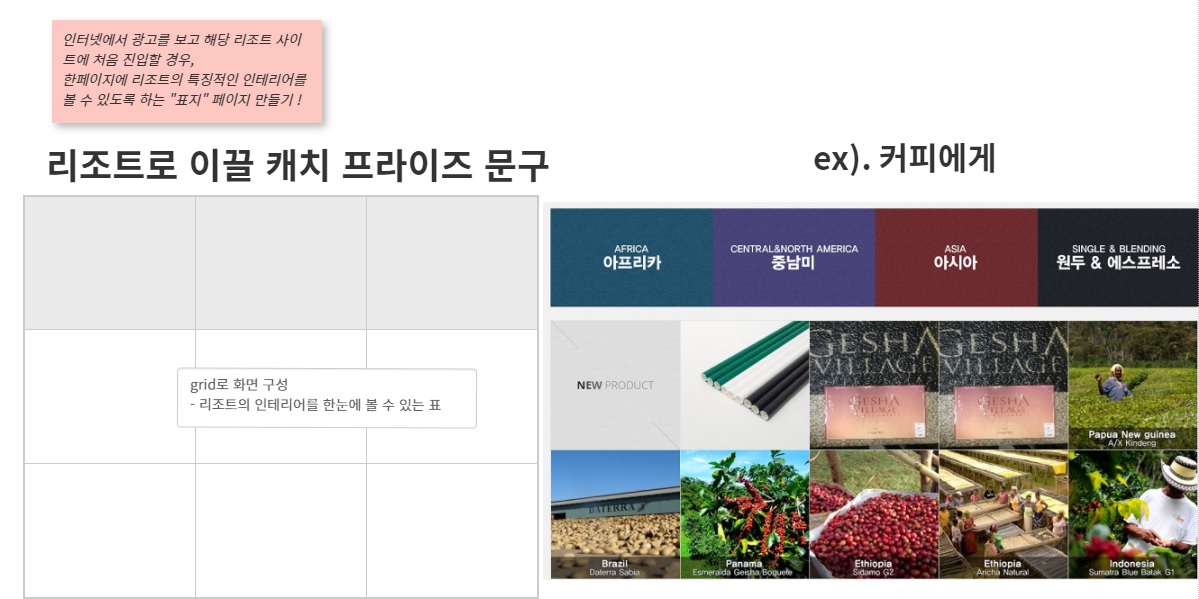 인터넷에서 광고를 보고 해당 리조트 사이
트에 처음 진입할 경우,
한페이지에 리조트의 특징적인 인테리어를
볼 수 있도록 하는 "표지" 페이지 만들기 !
리조트로 이끌 캐치 프라이즈 문구
grid로 화면 구성
- 리조트의 인테리어를 한눈에 볼 수 있는 표
ex). 커피에게
AFRICA
아프리카
CENTRAL&NORTH AMERICA
중남미
ASIA
아시아
SINGLE & BLENDING
원두 & 에스프레소
NEW PRODUCT
GESHA
VILLAGE
GESHA
VILLAGE
GESHA
VILLAGE
GESHA
VILLAGE
Papua New guinea
A/X Kindeng
DATERRA
Brazil
Daterra Sabia
Panama
Esmeralda Geisha Boquete
Ethiopia
Sidamo G2
Ethiopia
Aricha Natural
Indonesia
Sumatra Blue Batak G1